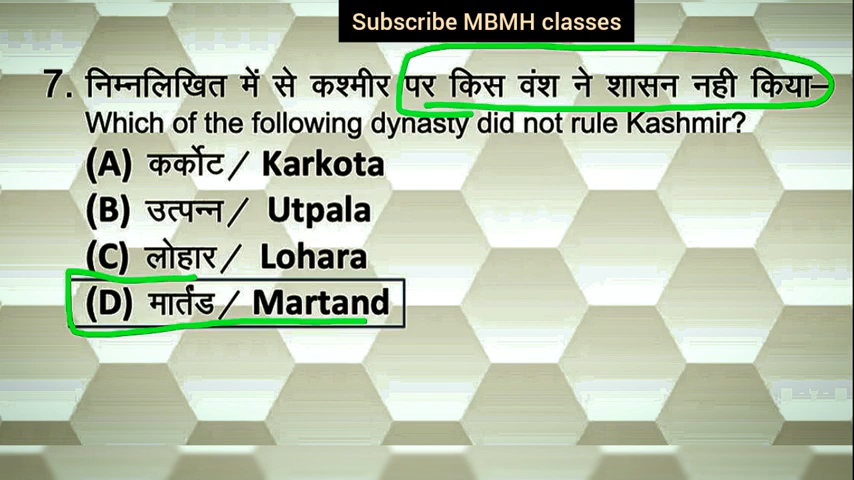 Subscribe MBMH classes
7. निम्नलिखित में से कश्मीर पर किस वंश ने शासन नही किया–
Which of the following dynasty did not rule Kashmir?
(A) कर्कोट / Karkota
(B) उत्पन्न / Utpala
(C) लोहार / Lohara
(D) मार्तंड / Martand